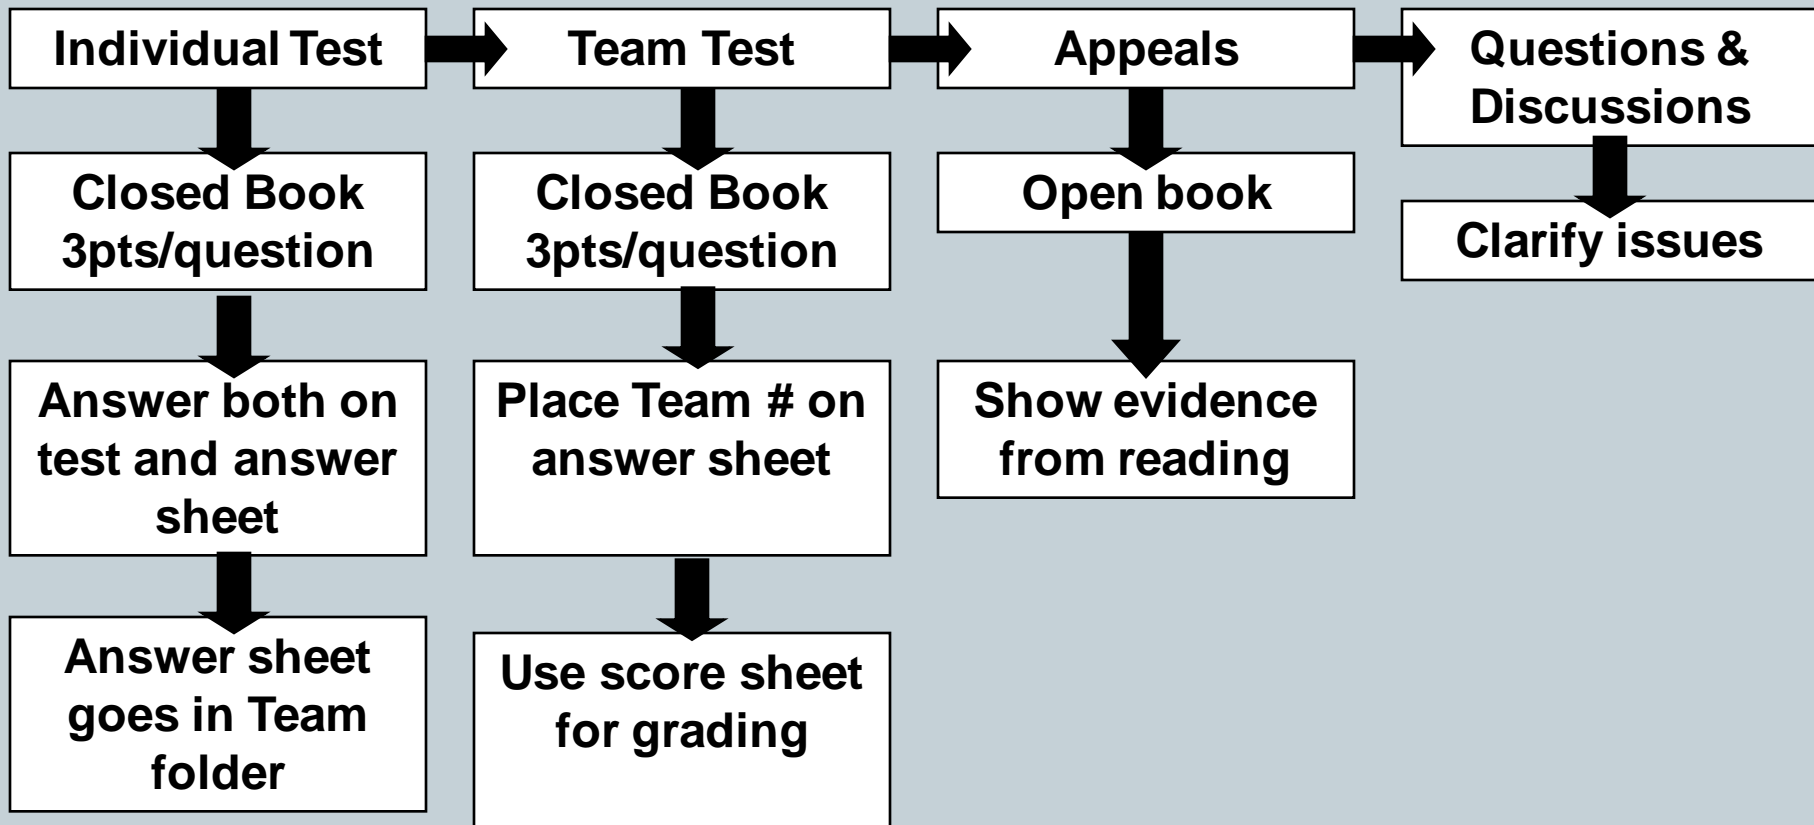 Individual Test
Closed Book
3pts/question
Answer both on
test and answer
sheet
Answer sheet
goes in Team
folder
Team Test
Closed Book
3pts/question
Place Team # on
answer sheet
Use score sheet
for grading
Appeals
Open book
Show evidence
from reading
Questions &
Discussions
Clarify issues